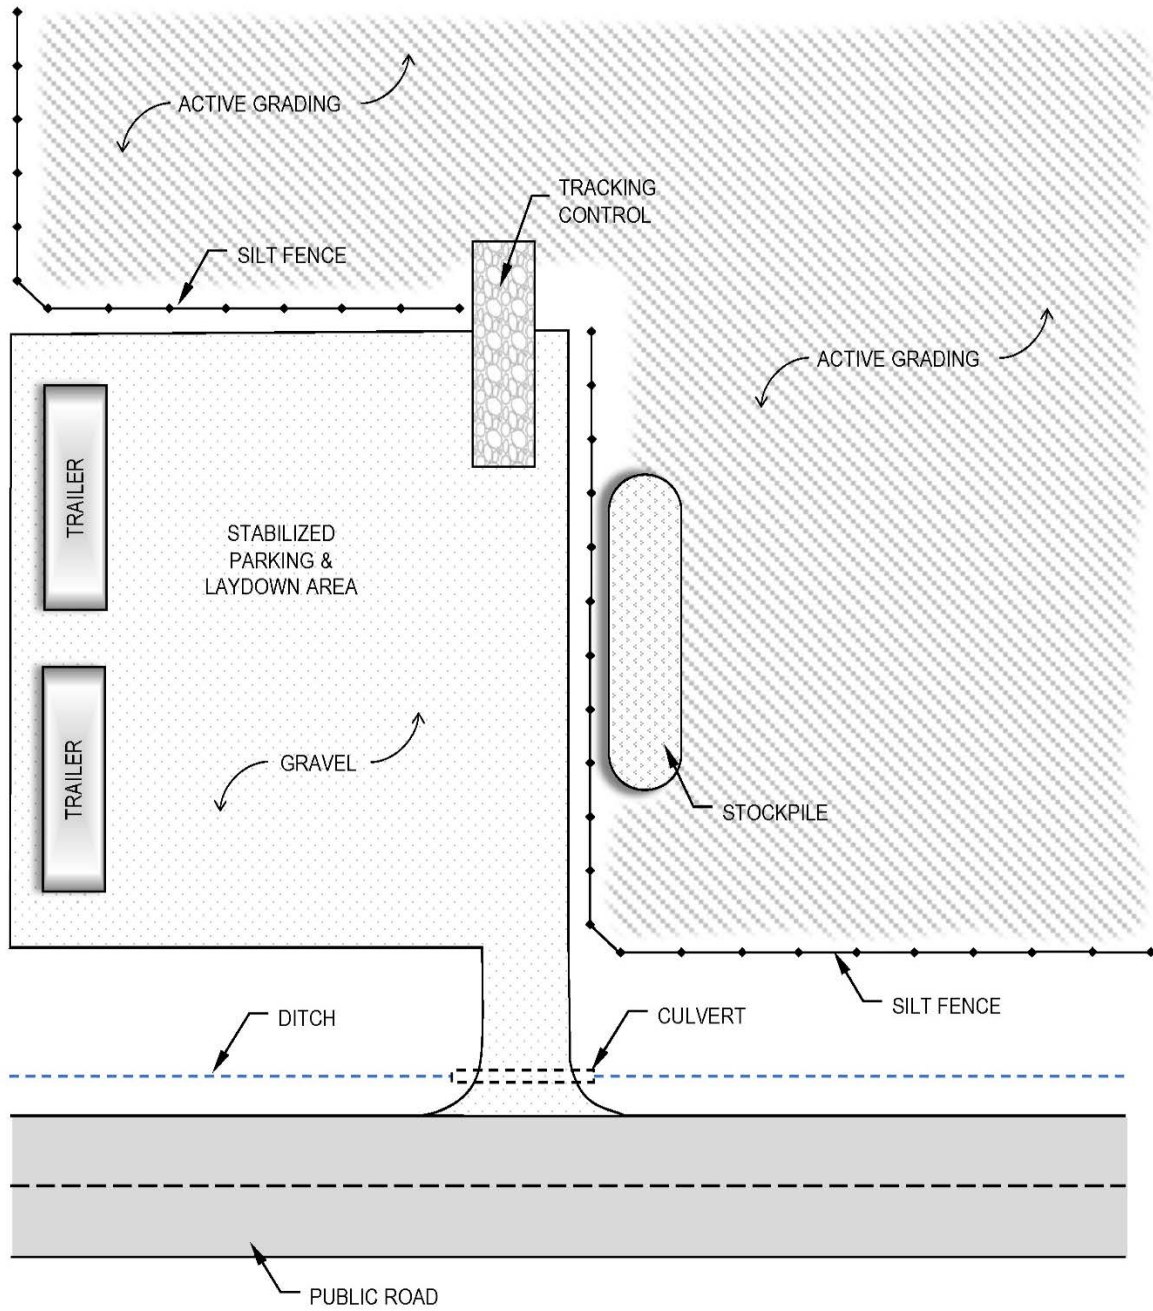 ACTIVE GRADING
TRACKING
CONTROL
SILT FENCE
ACTIVE GRADING
TRAILER
STABILIZED
PARKING &
LAYDOWN AREA
TRAILER
GRAVEL
STOCKPILE
SILT FENCE
DITCH
CULVERT
PUBLIC ROAD